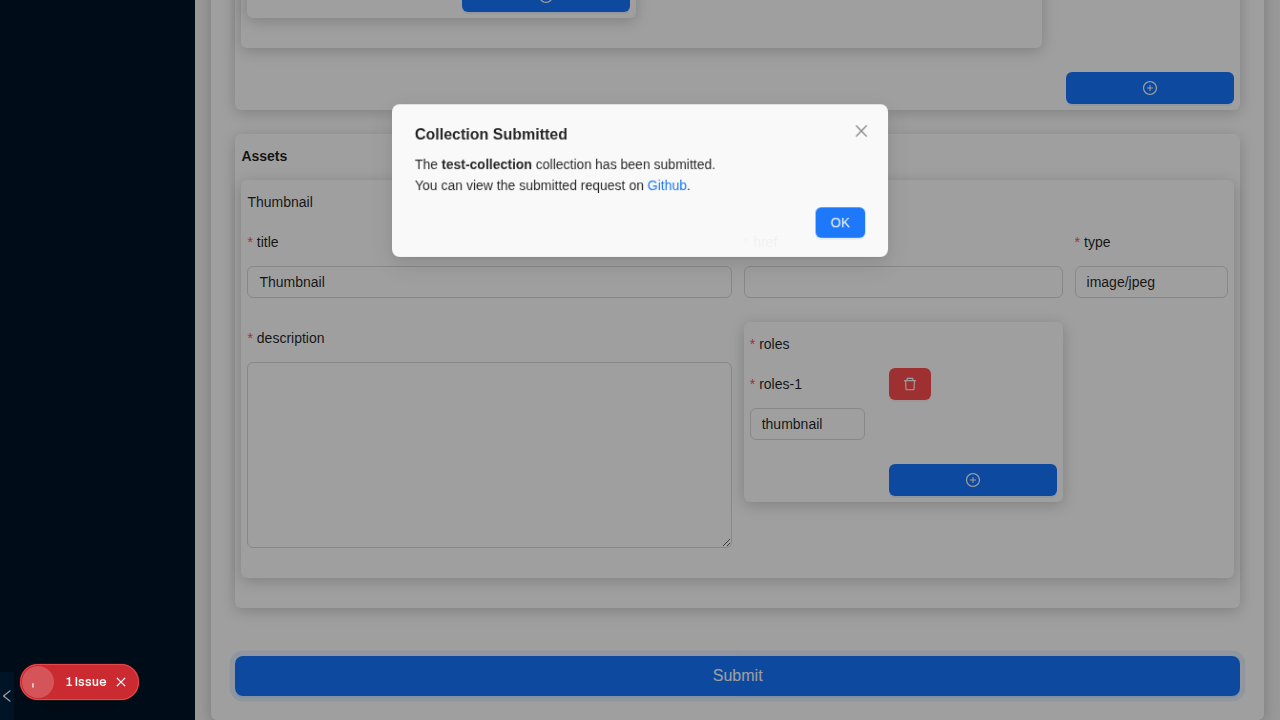 Collection Submitted
The test-collection collection has been submitted.
You can view the submitted request on Github.
OK
Assets
Thumbnail
* title
* href
* type
Thumbnail
image/jpeg
* description
* roles
* roles-1
thumbnail
Submit
1 Issue